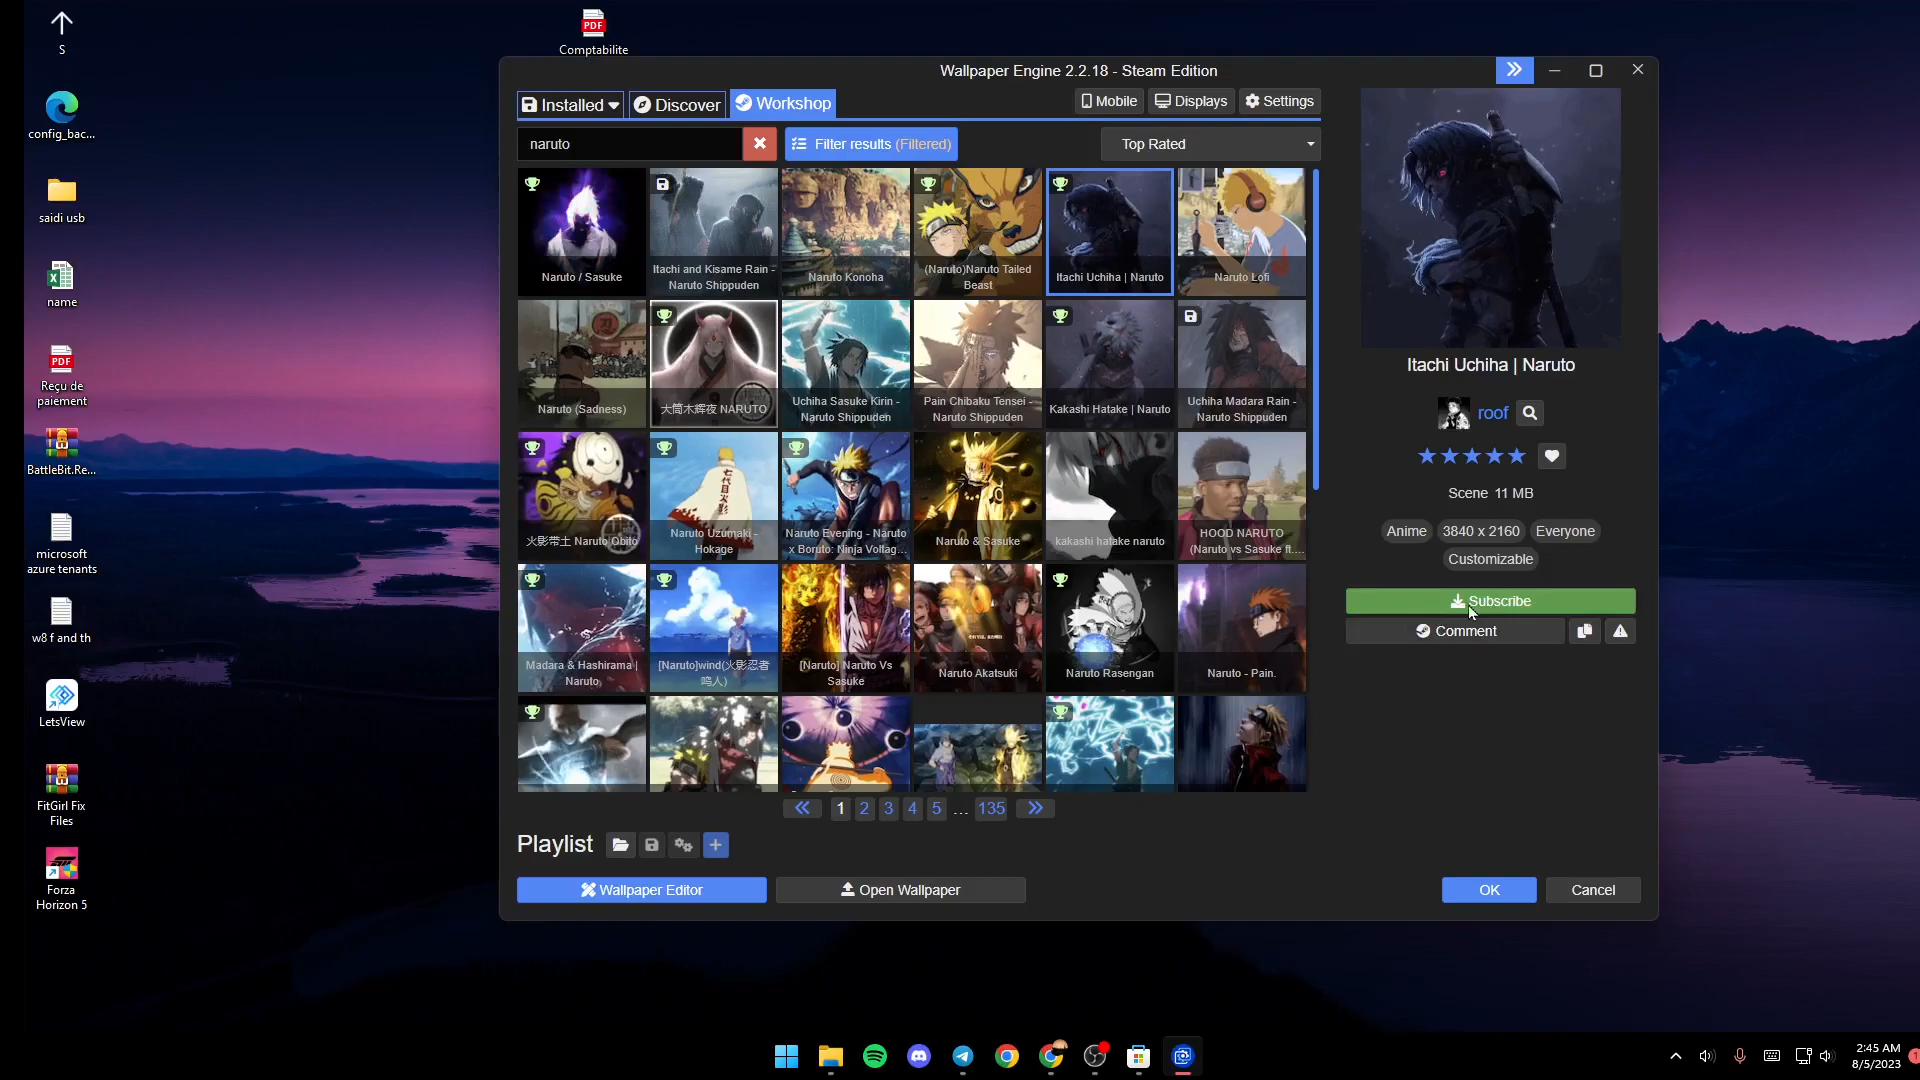 S
config_bac...
saidi usb
name
Reçu de
paiement
BattleBit.Re...
microsoft
azure tenants
w8 f and th
LetsView
FitGirl Fix
Files
Forza
Horizon 5
PDF
Comptabilite
PDF
Wallpaper Engine 2.2.18 - Steam Edition
Installed
Discover
Workshop
Mobile
Displays
Settings
naruto
Filter results (Filtered)
Top Rated
Naruto / Sasuke
Itachi and Kisame Rain -
Naruto Shippuden
Naruto Konoha
(Naruto)Naruto Tailed
Beast
Itachi Uchiha | Naruto
Naruto Lofi
Naruto (Sadness)
大筒木辉夜 NARUTO
Uchiha Sasuke Kirin -
Naruto Shippuden
Pain Chibaku Tensei -
Naruto Shippuden
Kakashi Hatake | Naruto
Uchiha Madara Rain -
Naruto Shippuden
火影带土 Naruto Obito
Naruto Uzumaki -
Hokage
Naruto Evening - Naruto
x Boruto: Ninja Voltag...
Naruto & Sasuke
kakashi hatake naruto
HOOD NARUTO
(Naruto vs Sasuke ft....
Madara & Hashirama |
Naruto
[Naruto]wind(火影忍者
鸣人)
[Naruto] Naruto Vs
Sasuke
Naruto Akatsuki
Naruto Rasengan
Naruto - Pain.
1 2 3 4 5 ... 135
Playlist
Wallpaper Editor
Open Wallpaper
Itachi Uchiha | Naruto
roof
Scene 11 MB
Anime
3840 x 2160
Everyone
Customizable
Subscribe
Comment
OK
Cancel
2:45 AM
8/5/2023
1